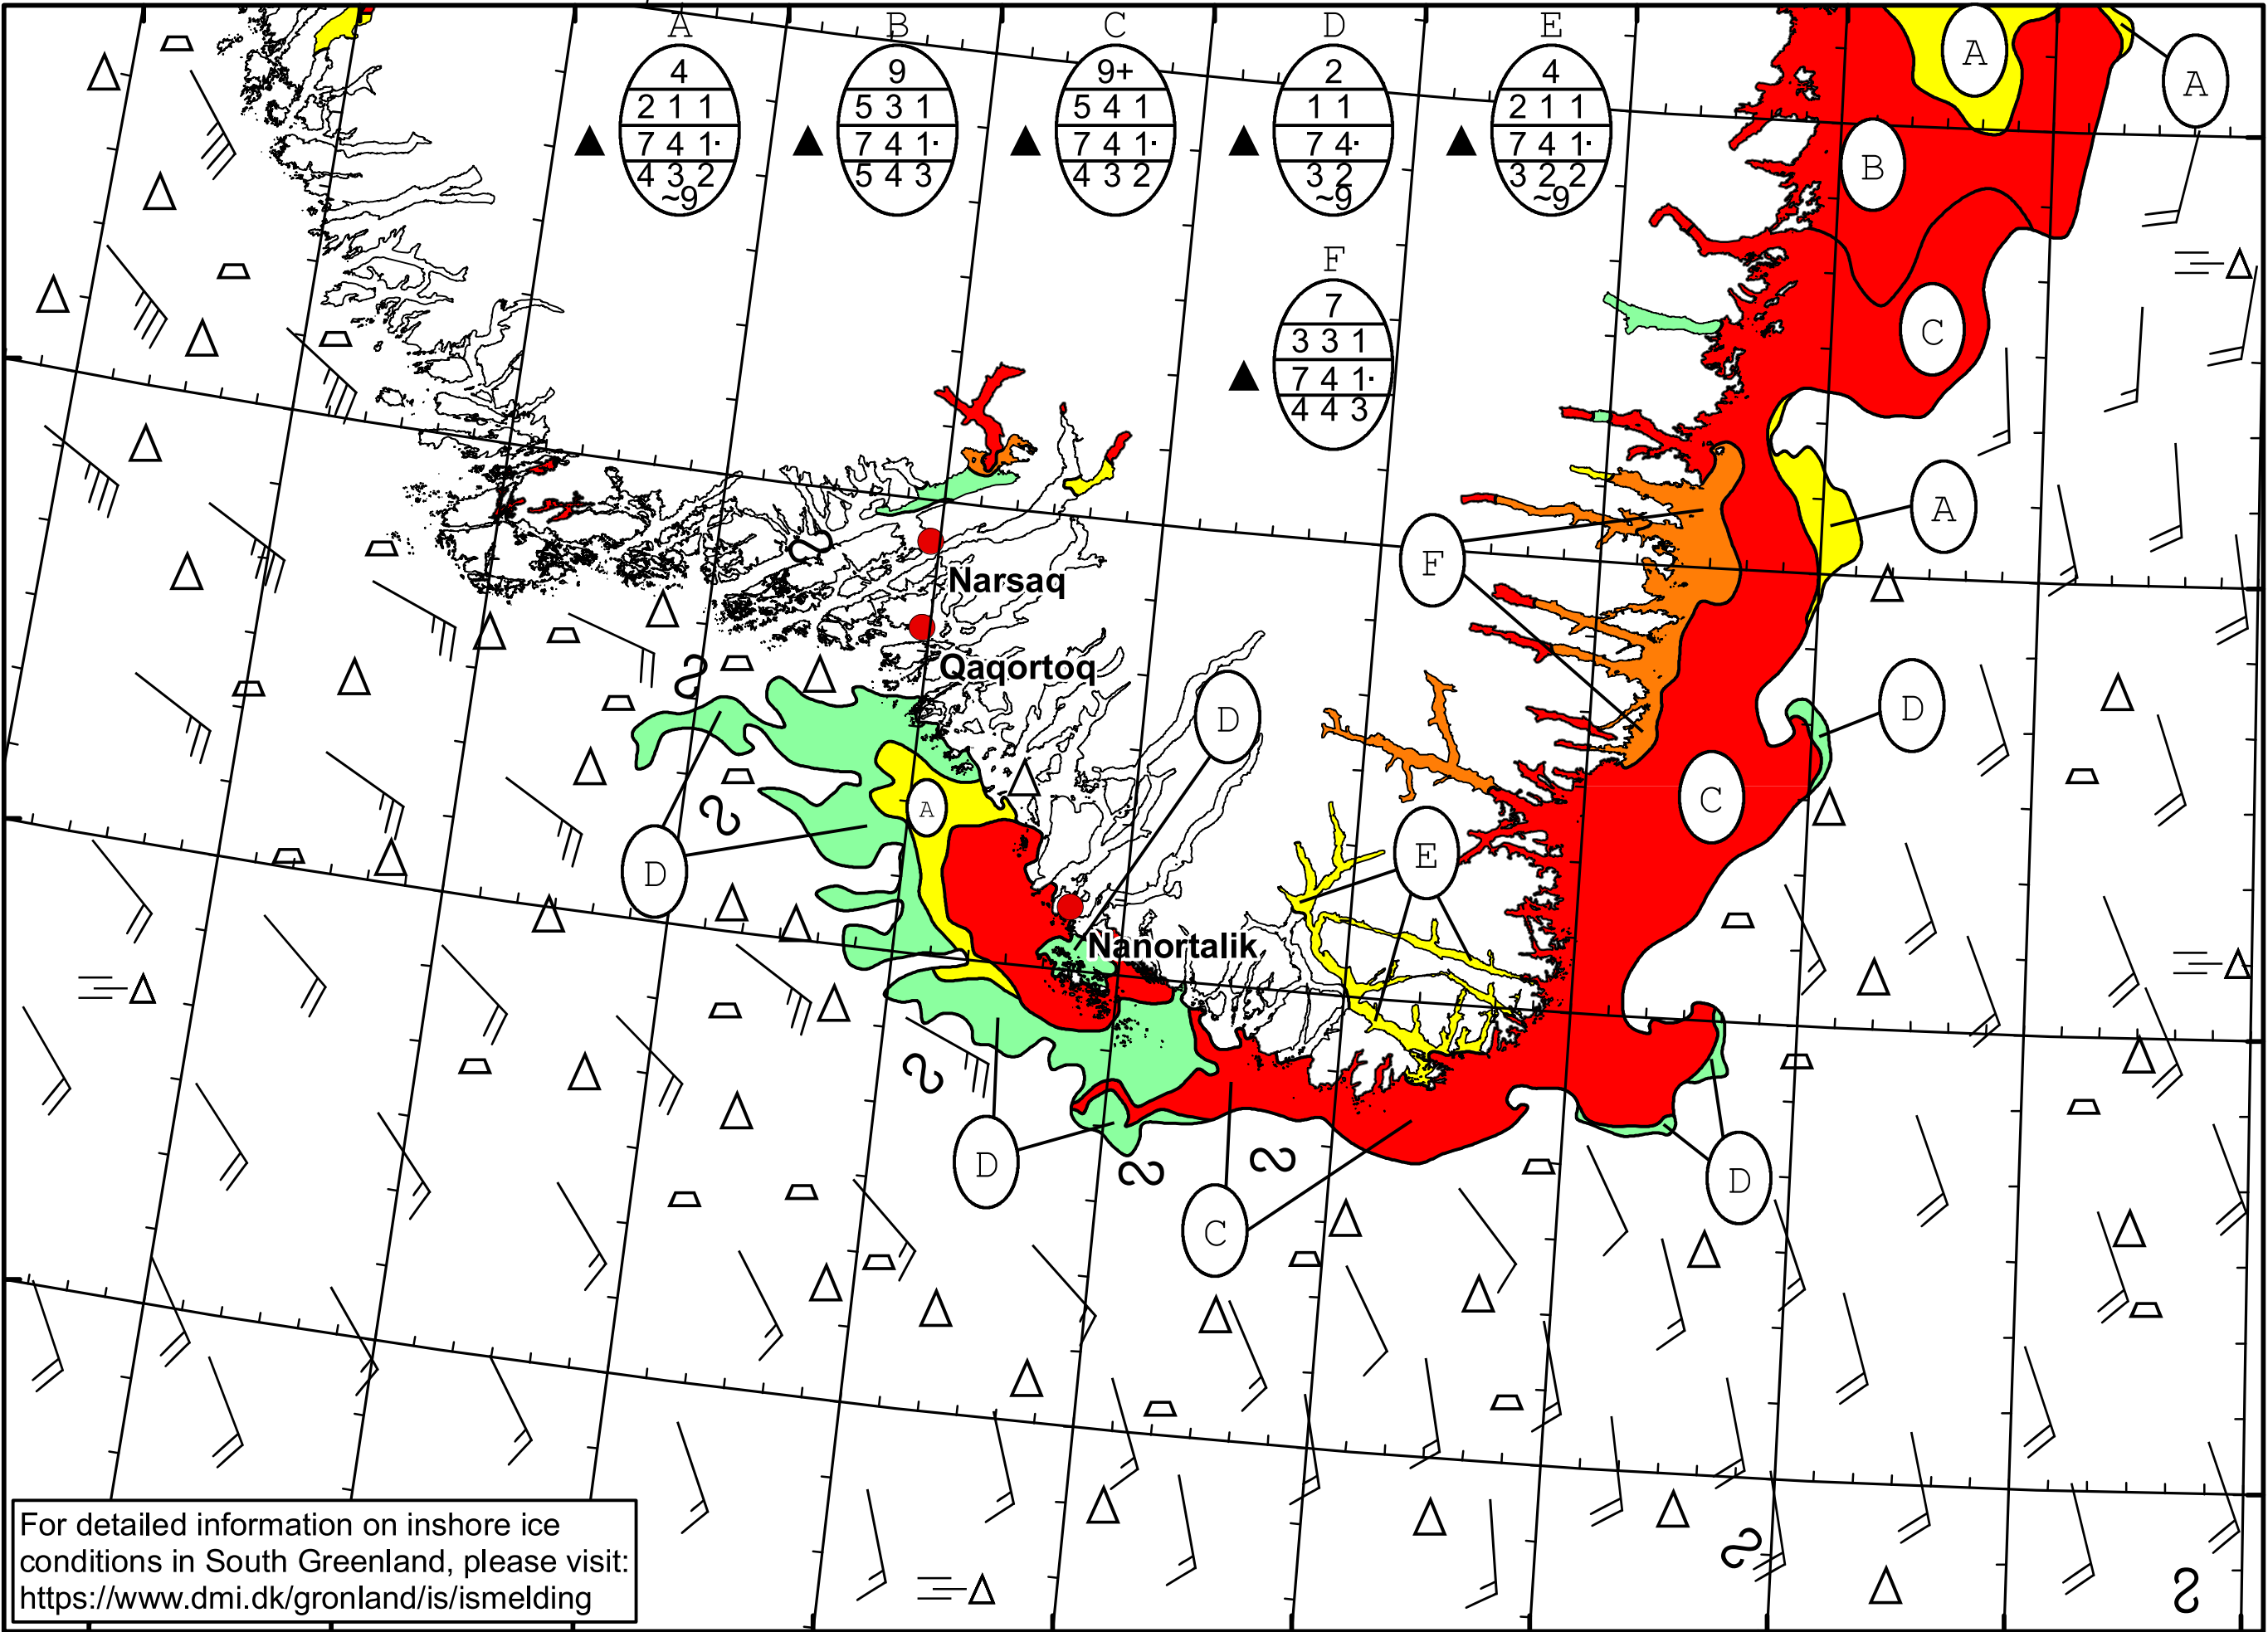 A B C D E
4 9 9+ 2 4
2 1 1 5 3 1 5 4 1 1 1 2 1 1
7 4 1· 7 4 1· 7 4 1· 7 4· 7 4 1·
4 3 2 5 4 3 4 3 2 3 2 3 2 2
~9 ~9 ~9
A
A
B
F
7
3 3 1
7 4 1·
4 4 3
C
A
F
Narsaq
Qaqortoq
D
D
C
A
E
D
Nanortalik
D
D
C
For detailed information on inshore ice
conditions in South Greenland, please visit:
https://www.dmi.dk/gronland/is/ismelding